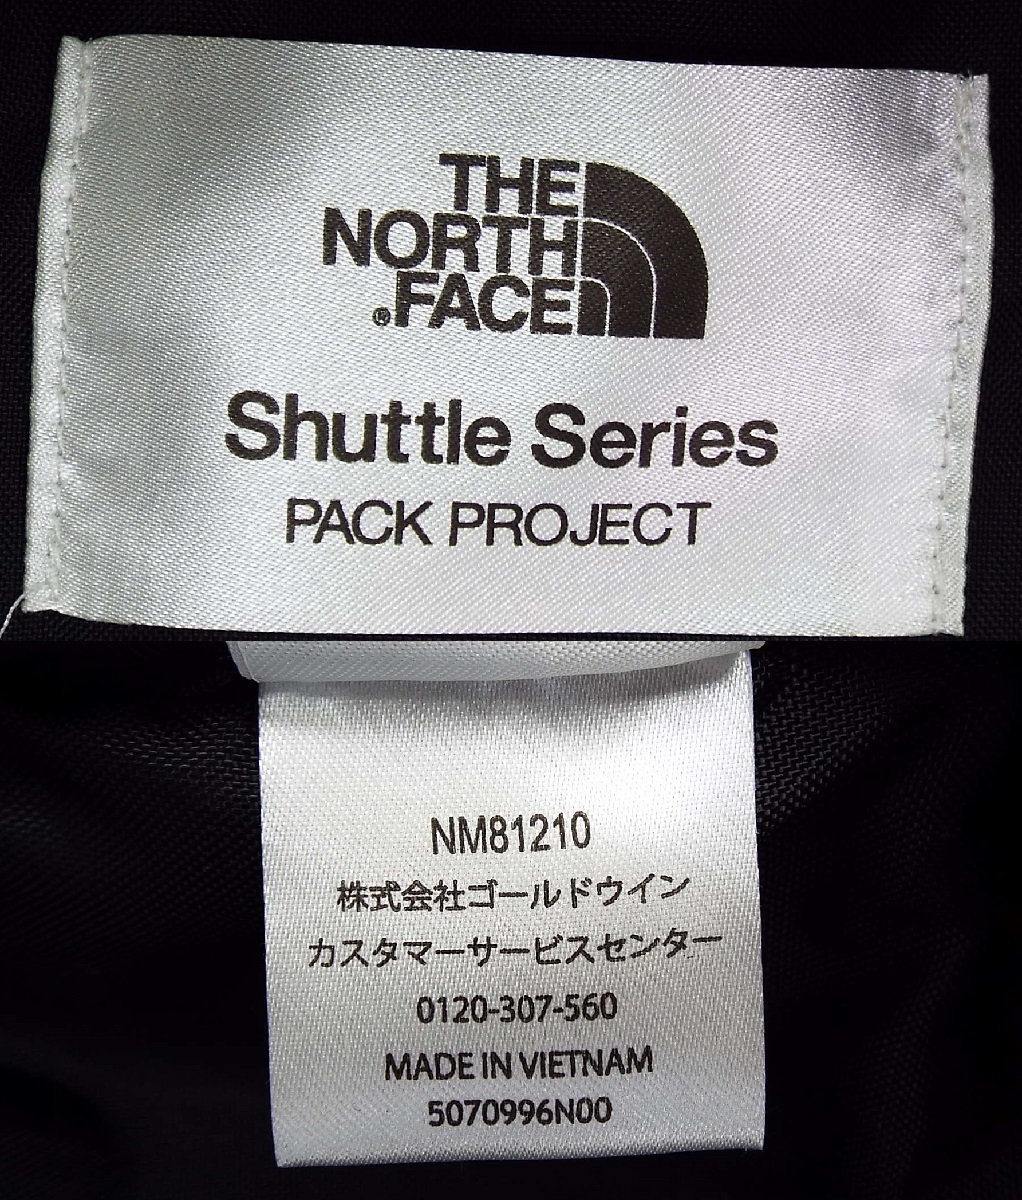 THE
NORTH
®FACE
Shuttle Series
PACK PROJECT
NM81210
株式会社ゴールドウイン
カスタマーサービスセンター
0120-307-560
MADE IN VIETNAM
5070996N00